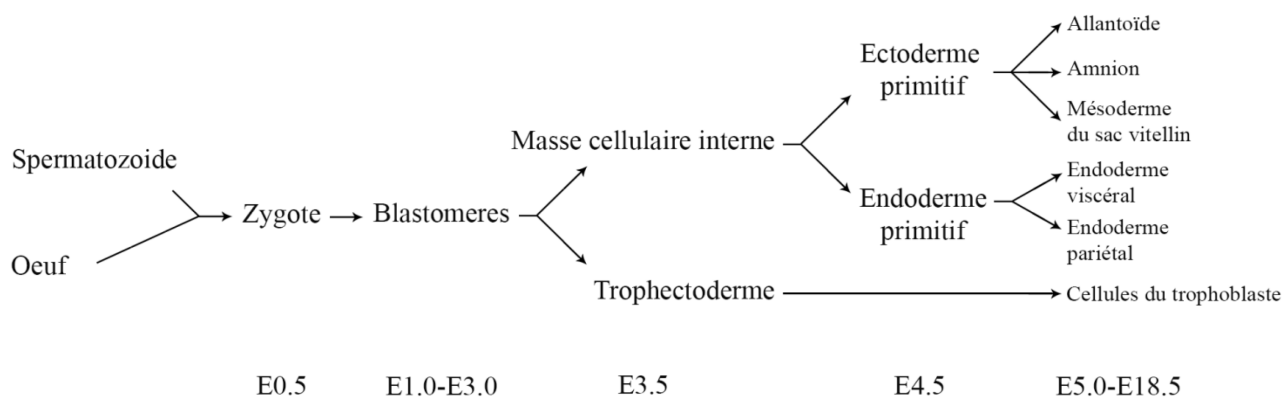 Spermatozoide
Oeuf
Zygote
Blastomeres
Masse cellulaire interne
Trophectoderme
Ectoderme
primitif
Endoderme
primitif
Allantoïde
Amnion
Mésoderme
du sac vitellin
Endoderme
viscéral
Endoderme
pariétal
Cellules du trophoblaste
E0.5
E1.0-E3.0
E3.5
E4.5
E5.0-E18.5